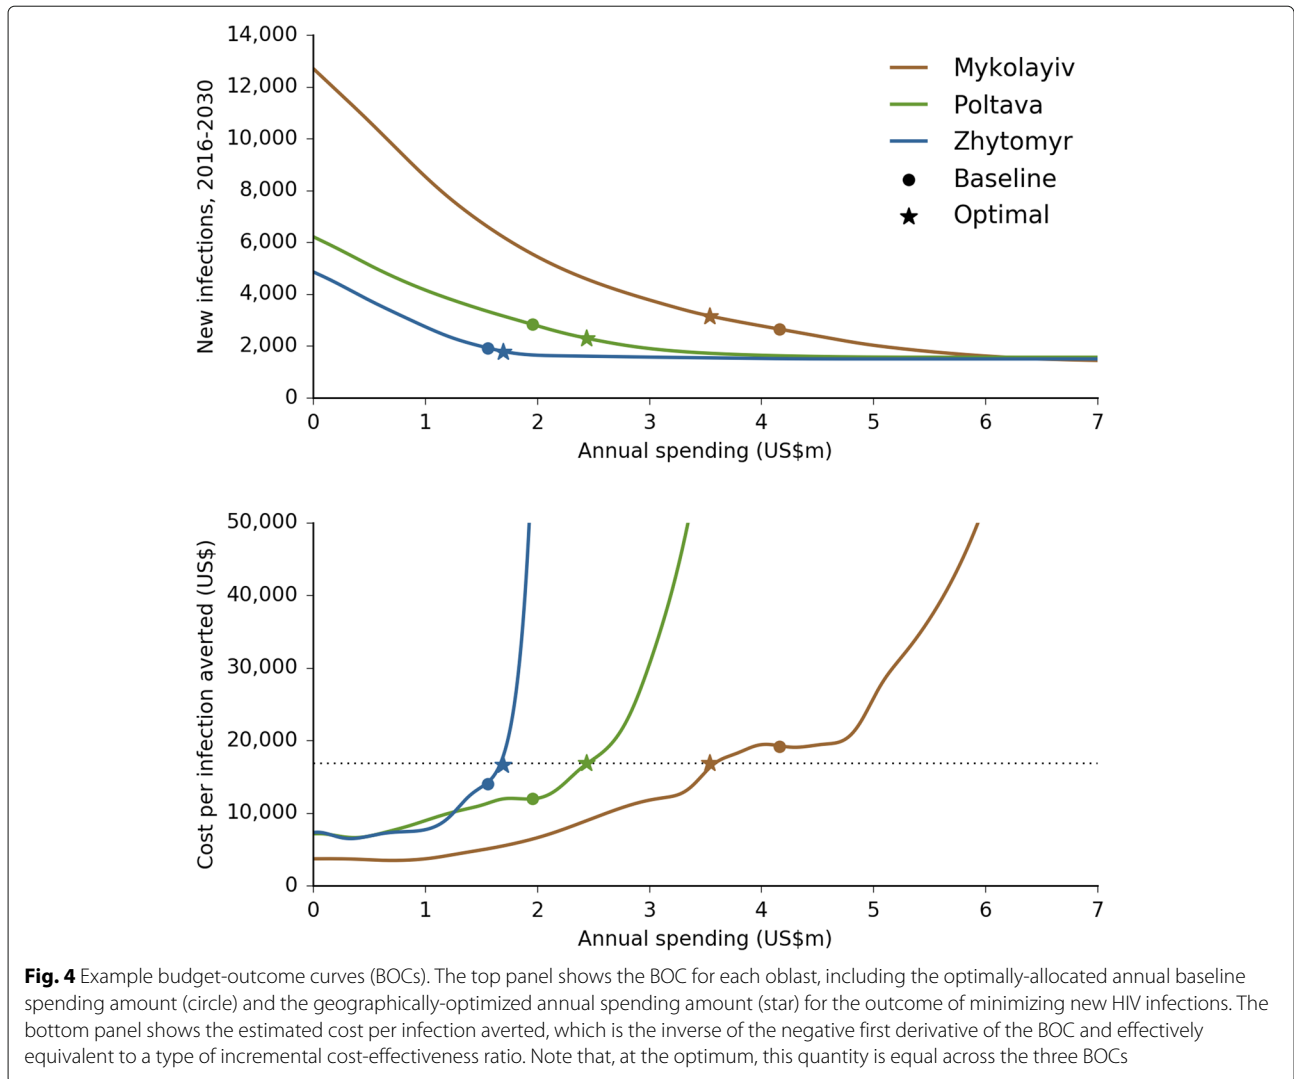 14,000
12,000
10,000
8,000
6,000
4,000
2,000
0
New infections, 2016-2030
Mykolayiv
Poltava
Zhytomyr
Baseline
Optimal
0 1 2 3 4 5 6 7
Annual spending (US$m)
50,000
40,000
30,000
20,000
10,000
0
Cost per infection averted (US$)
0 1 2 3 4 5 6 7
Annual spending (US$m)
Fig. 4 Example budget-outcome curves (BOCs). The top panel shows the BOC for each oblast, including the optimally-allocated annual baseline
spending amount (circle) and the geographically-optimized annual spending amount (star) for the outcome of minimizing new HIV infections. The
bottom panel shows the estimated cost per infection averted, which is the inverse of the negative first derivative of the BOC and effectively
equivalent to a type of incremental cost-effectiveness ratio. Note that, at the optimum, this quantity is equal across the three BOCs